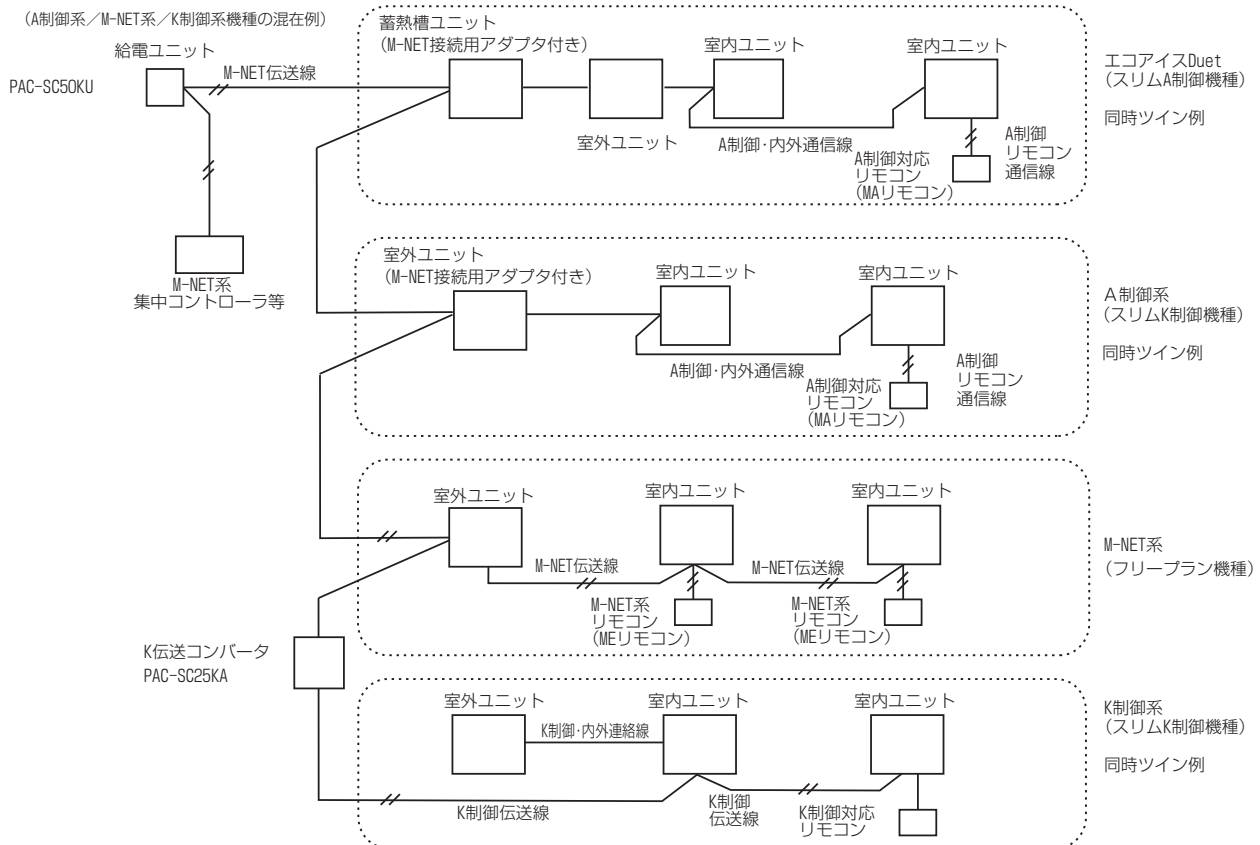 （A制御系／M-NET系／K制御系機種の混在例）
給電ユニット
PAC-SC50KU
M-NET伝送線
M-NET系
集中コントローラ等
蓄熱槽ユニット
（M-NET接続用アダプタ付き）
室外ユニット
室内ユニット
室内ユニット
A制御･内外通信線
A制御対応
リモコン
（MAリモコン）
A制御
リモコン
通信線
エコアイスDuet
（スリムA制御機種）
同時ツイン例
室外ユニット
（M-NET接続用アダプタ付き）
室内ユニット
室内ユニット
A制御･内外通信線
A制御対応
リモコン
（MAリモコン）
A制御
リモコン
通信線
A制御系
（スリムK制御機種）
同時ツイン例
室外ユニット
室内ユニット
室内ユニット
M-NET伝送線
M-NET伝送線
M-NET系
リモコン
（MEリモコン）
M-NET系
リモコン
（MEリモコン）
M-NET系
（フリープラン機種）
K伝送コンバータ
PAC-SC25KA
室外ユニット
室内ユニット
室内ユニット
K制御･内外連絡線
K制御伝送線
K制御
伝送線
K制御対応
リモコン
K制御系
（スリムK制御機種）
同時ツイン例